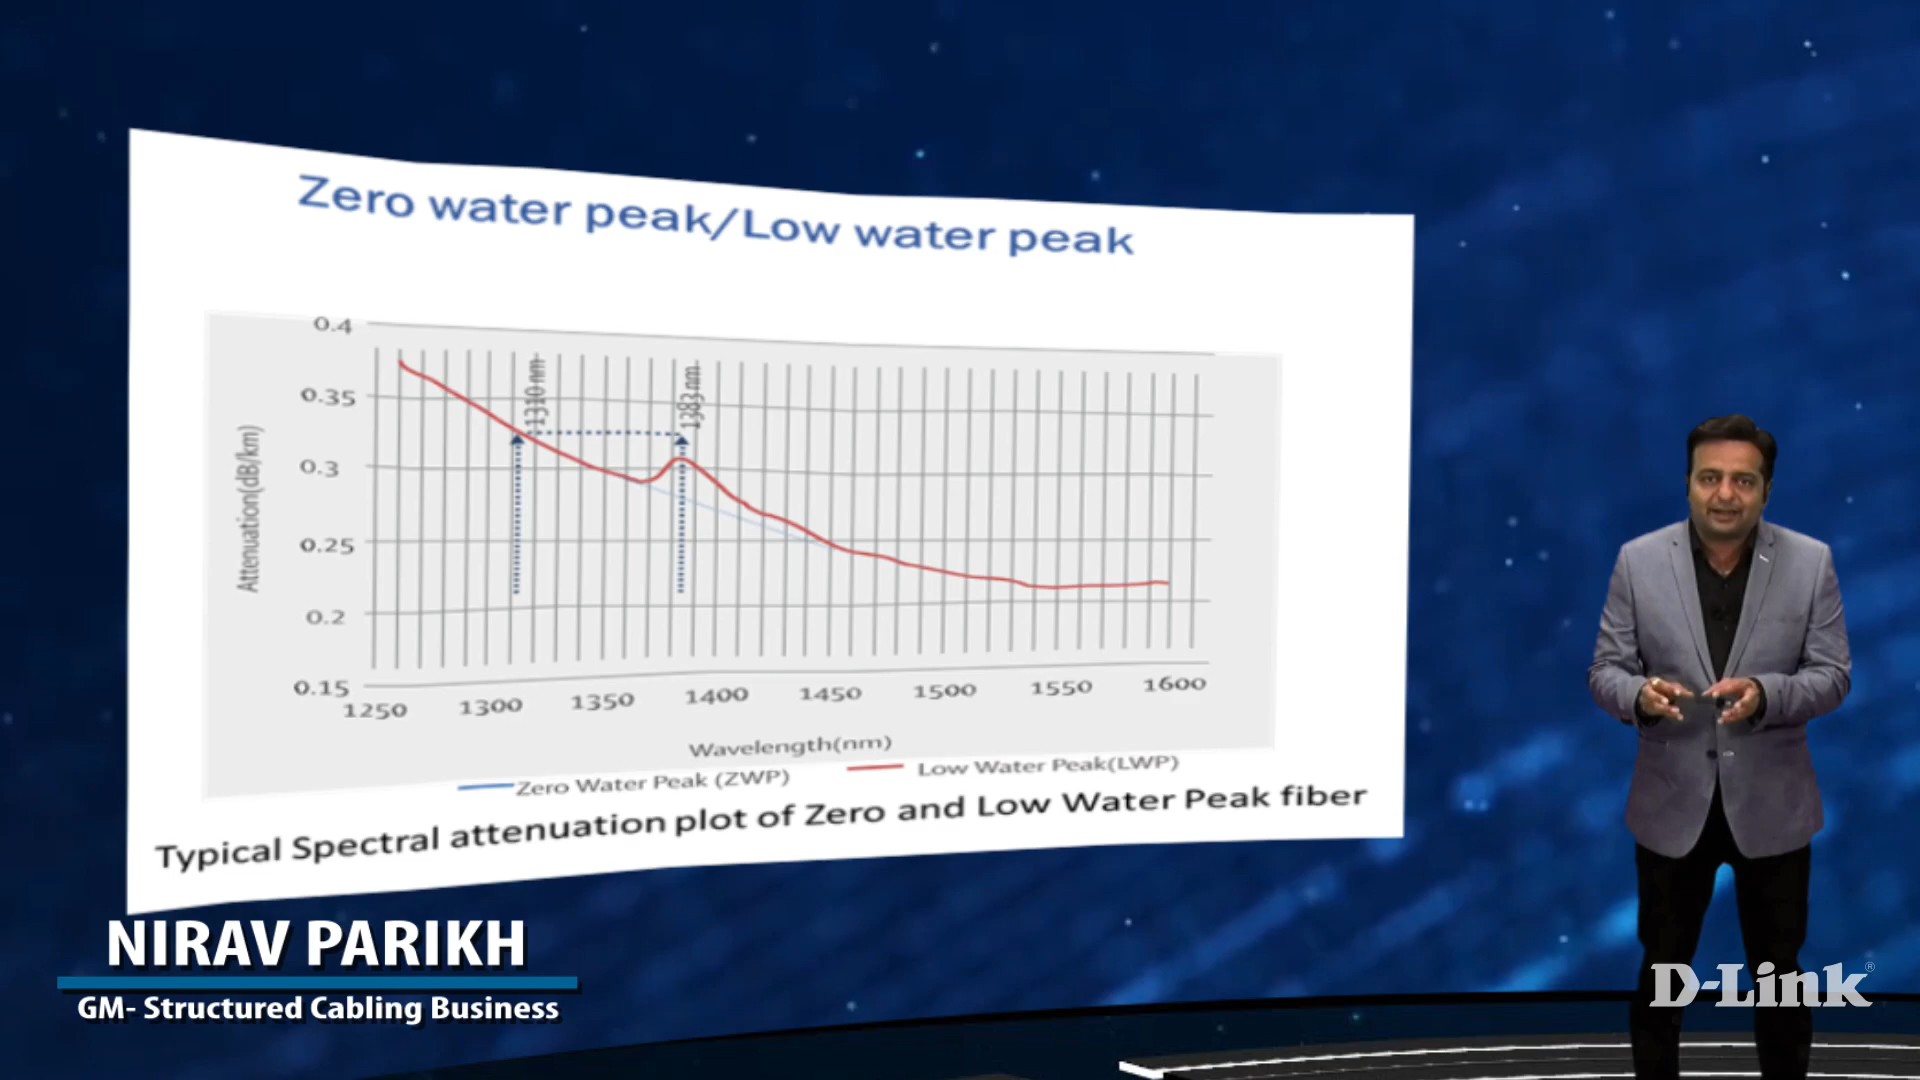 Zero water peak/Low water peak
0.4
0.35
0.3
0.25
0.2
0.15
Attenuation(dB/km)
1310 nm
1383 nm
1250 1300 1350 1400 1450 1500 1550 1600
Wavelength(nm)
Zero Water Peak (ZWP) Low Water Peak(LWP)
Typical Spectral attenuation plot of Zero and Low Water Peak fiber
NIRAV PARIKH
GM- Structured Cabling Business
D-Link®